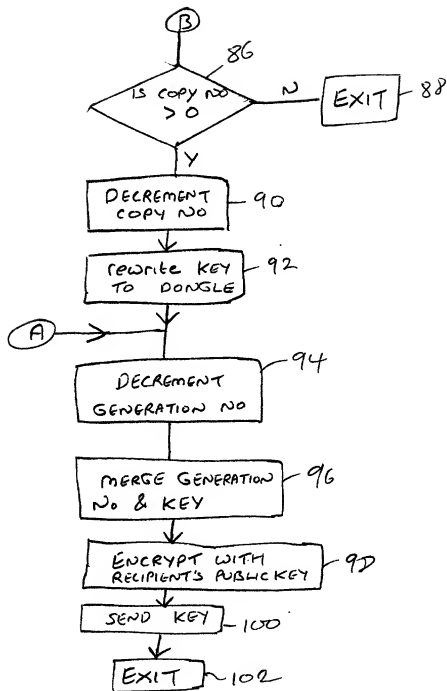 B
86
IS COPY NO
> 0
N
EXIT
88
Y
DECREMENT
COPY NO
90
rewrite KEY
TO DONGLE
92
A
94
DECREMENT
GENERATION NO
MERGE GENERATION
No & KEY
96
ENCRYPT WITH
RECIPIENT'S PUBLIC KEY
9D
SEND KEY
100
EXIT
102